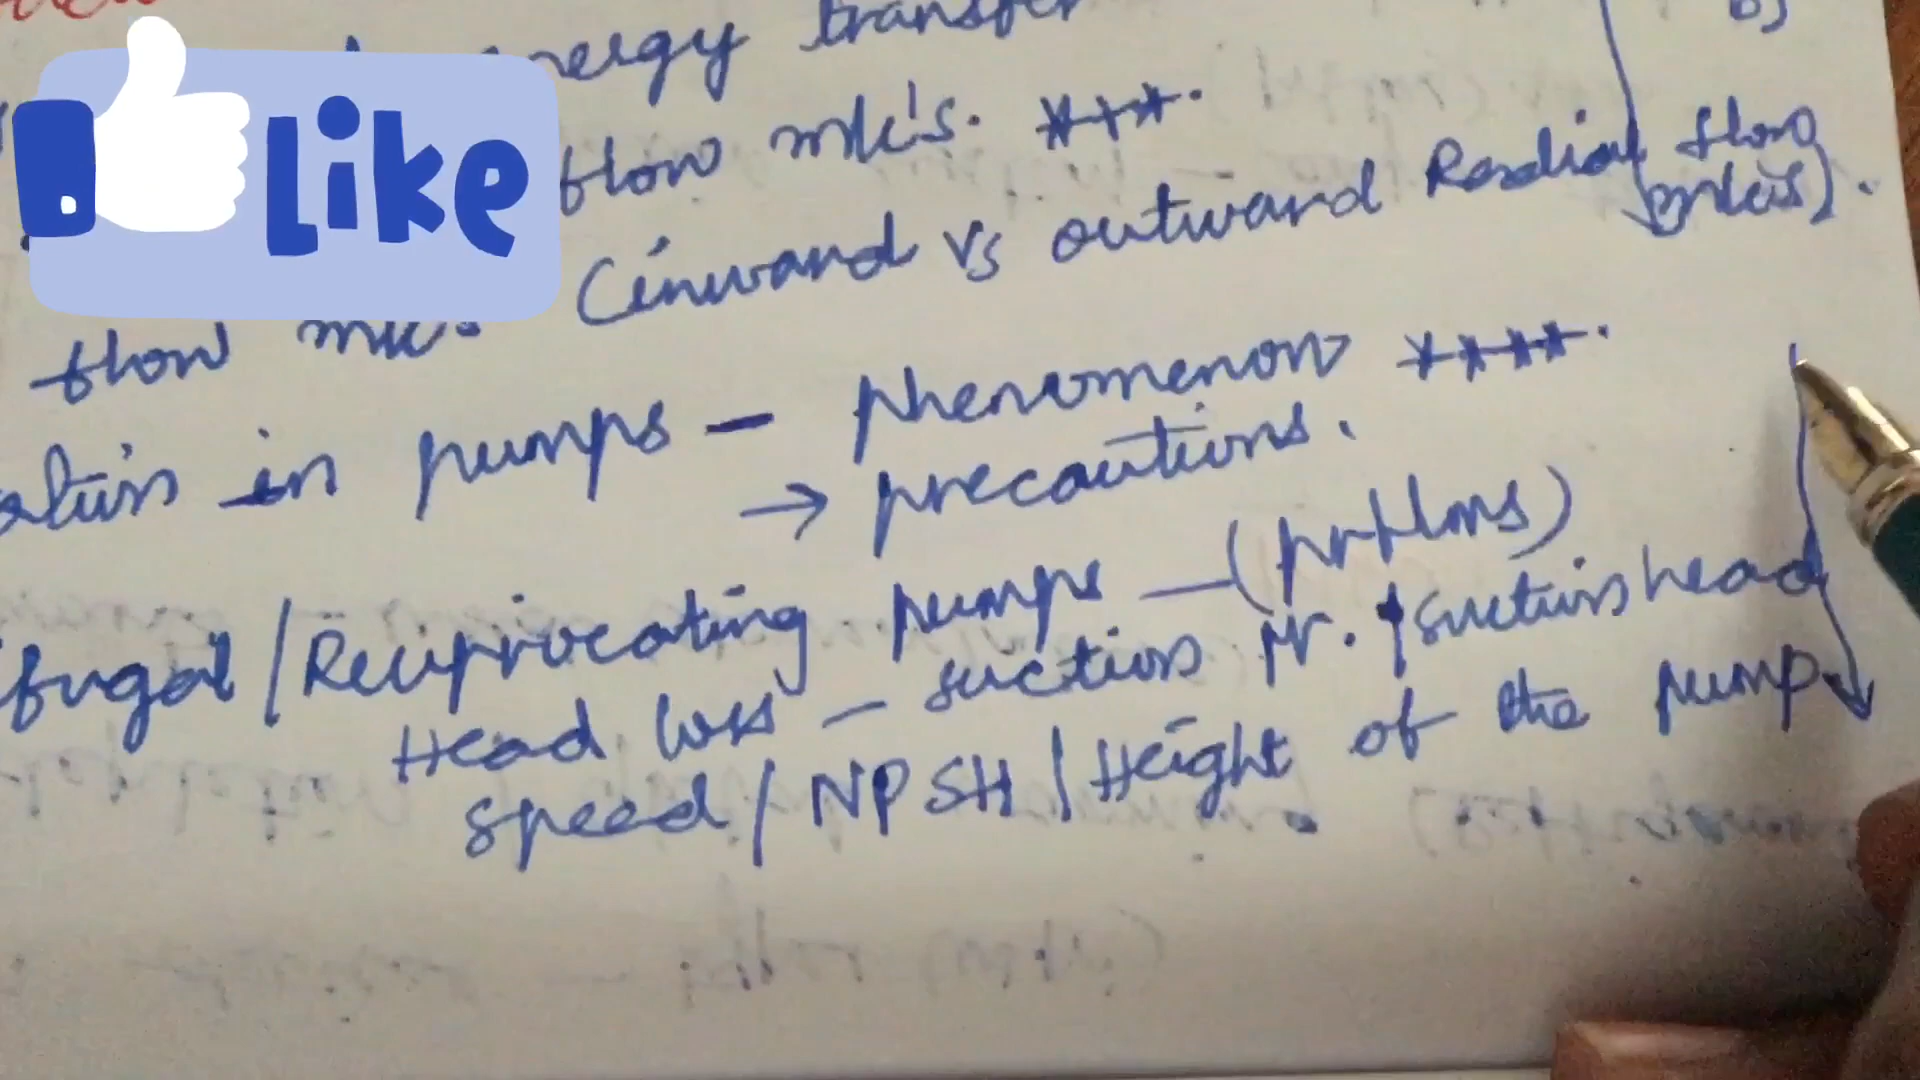 energy transfer
b)
Like
flow m/c's. ***.
flow m/c. (inward vs outward Radial flow m/c's).
in pumps - phenomenon ****.
→ precautions.
fugal / Reciprocating pumps - (prblms)
Head loss - suction pr. / suction head
speed / NPSH / Height of the pump.